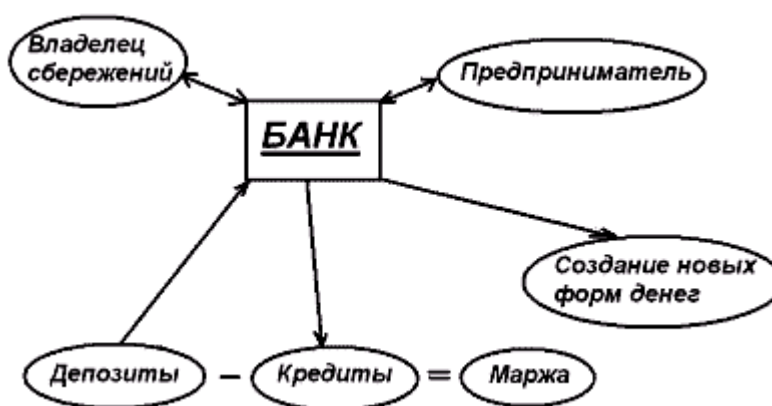 Владелец
сбережений
Предприниматель
БАНК
Создание новых
форм денег
Депозиты – Кредиты = Маржа